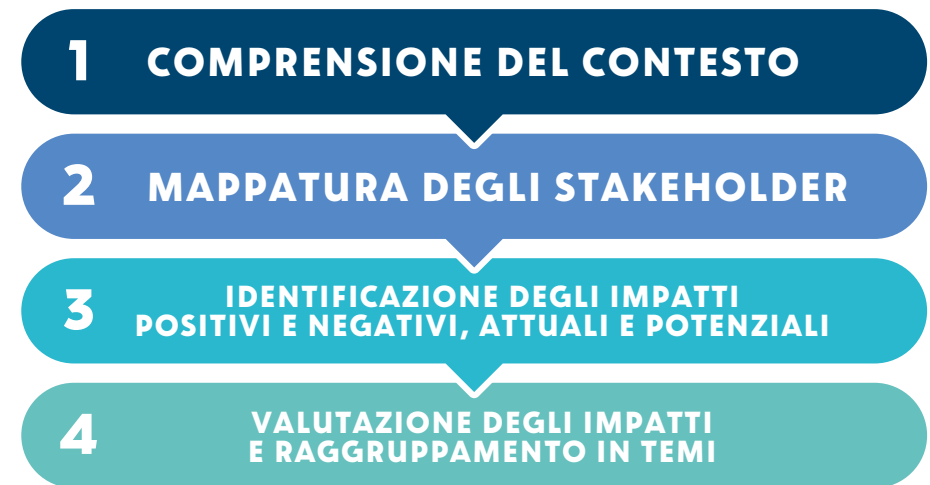 1 COMPRENSIONE DEL CONTESTO
2 MAPPATURA DEGLI STAKEHOLDER
3 IDENTIFICAZIONE DEGLI IMPATTI
POSITIVI E NEGATIVI, ATTUALI E POTENZIALI
4 VALUTAZIONE DEGLI IMPATTI
E RAGGRUPPAMENTO IN TEMI